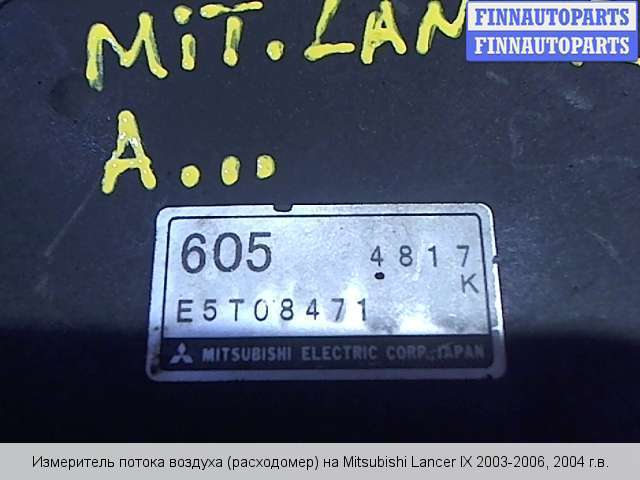 FINNAUTOPARTS
FINNAUTOPARTS
MiT. LAN
A...
605
4817
K
E5T08471
MITSUBISHI ELECTRIC CORP., JAPAN
Измеритель потока воздуха (расходомер) на Mitsubishi Lancer IX 2003-2006, 2004 г.в.